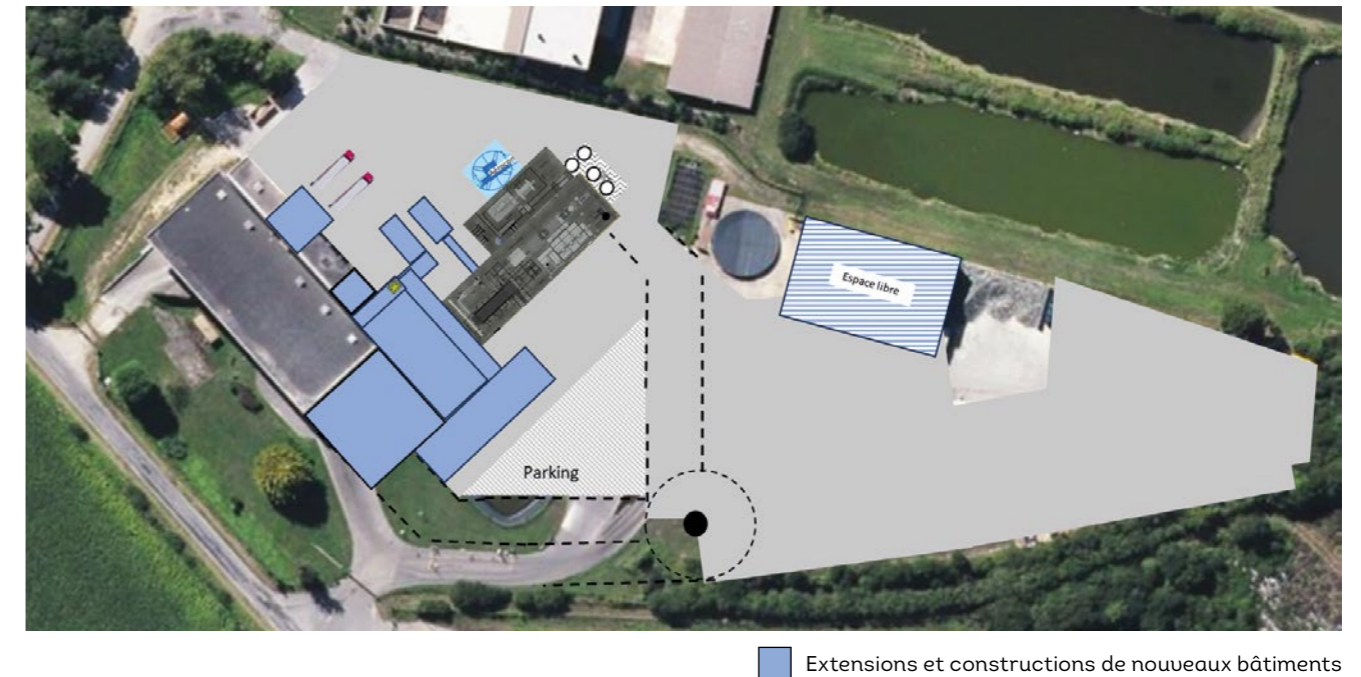 Espace libre
Parking
Extensions et constructions de nouveaux bâtiments